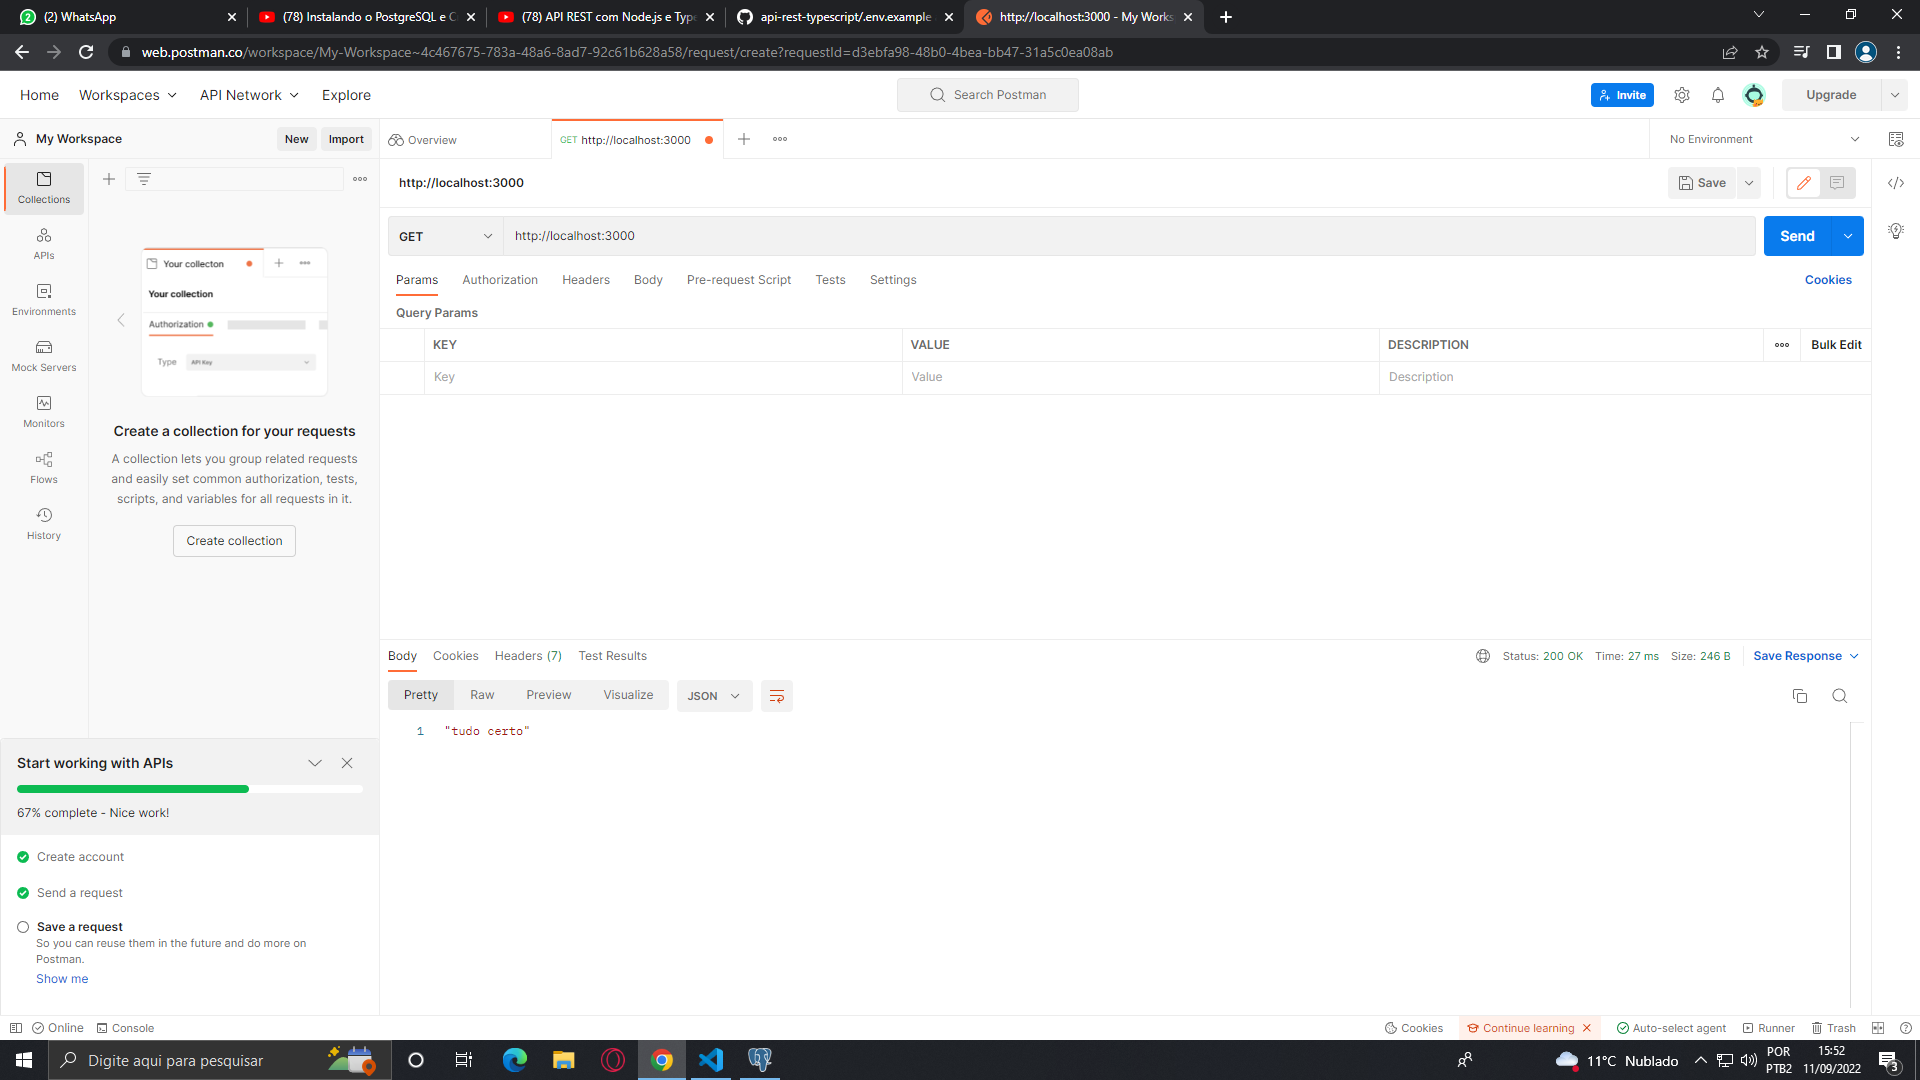 (2) WhatsApp
(78) Instalando o PostgreSQL e C
(78) API REST com Node.js e Type
api-rest-typescript/.env.example
http://localhost:3000 - My Works
web.postman.co/workspace/My-Workspace~4c467675-783a-48a6-8ad7-92c61b628a58/request/create?requestId=d3ebfa98-48b0-4bea-bb47-31a5c0ea08ab
Home
Workspaces
API Network
Explore
Search Postman
Invite
Upgrade
My Workspace
New
Import
Overview
GET http://localhost:3000
No Environment
Collections
APIs
Environments
Mock Servers
Monitors
Flows
History
Your collecton
Your collection
Authorization
Type
API Key
Create a collection for your requests
A collection lets you group related requests
and easily set common authorization, tests,
scripts, and variables for all requests in it.
Create collection
http://localhost:3000
Save
GET
http://localhost:3000
Send
Params
Authorization
Headers
Body
Pre-request Script
Tests
Settings
Cookies
Query Params
KEY
VALUE
DESCRIPTION
Bulk Edit
Key
Value
Description
Body
Cookies
Headers (7)
Test Results
Status: 200 OK
Time: 27 ms
Size: 246 B
Save Response
Pretty
Raw
Preview
Visualize
JSON
1
"tudo certo"
Start working with APIs
67% complete - Nice work!
Create account
Send a request
Save a request
So you can reuse them in the future and do more on
Postman.
Show me
Online
Console
Cookies
Continue learning
Auto-select agent
Runner
Trash
Digite aqui para pesquisar
11°C Nublado
POR
PTB2
15:52
11/09/2022
3